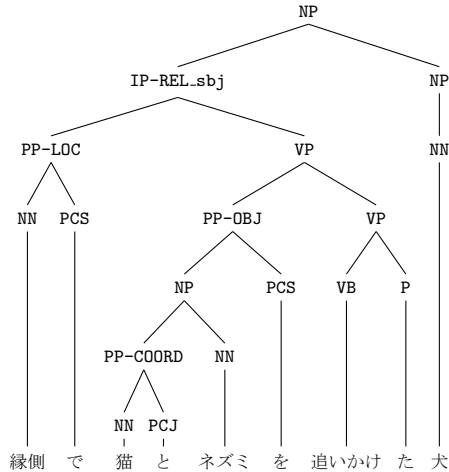 NP
IP-REL_sbj NP
PP-LOC VP NN
NN PCS PP-OBJ VP
NP PCS VB P
PP-COORD NN
NN PCJ
縁側 で 猫 と ネズミ を 追いかけ た 犬